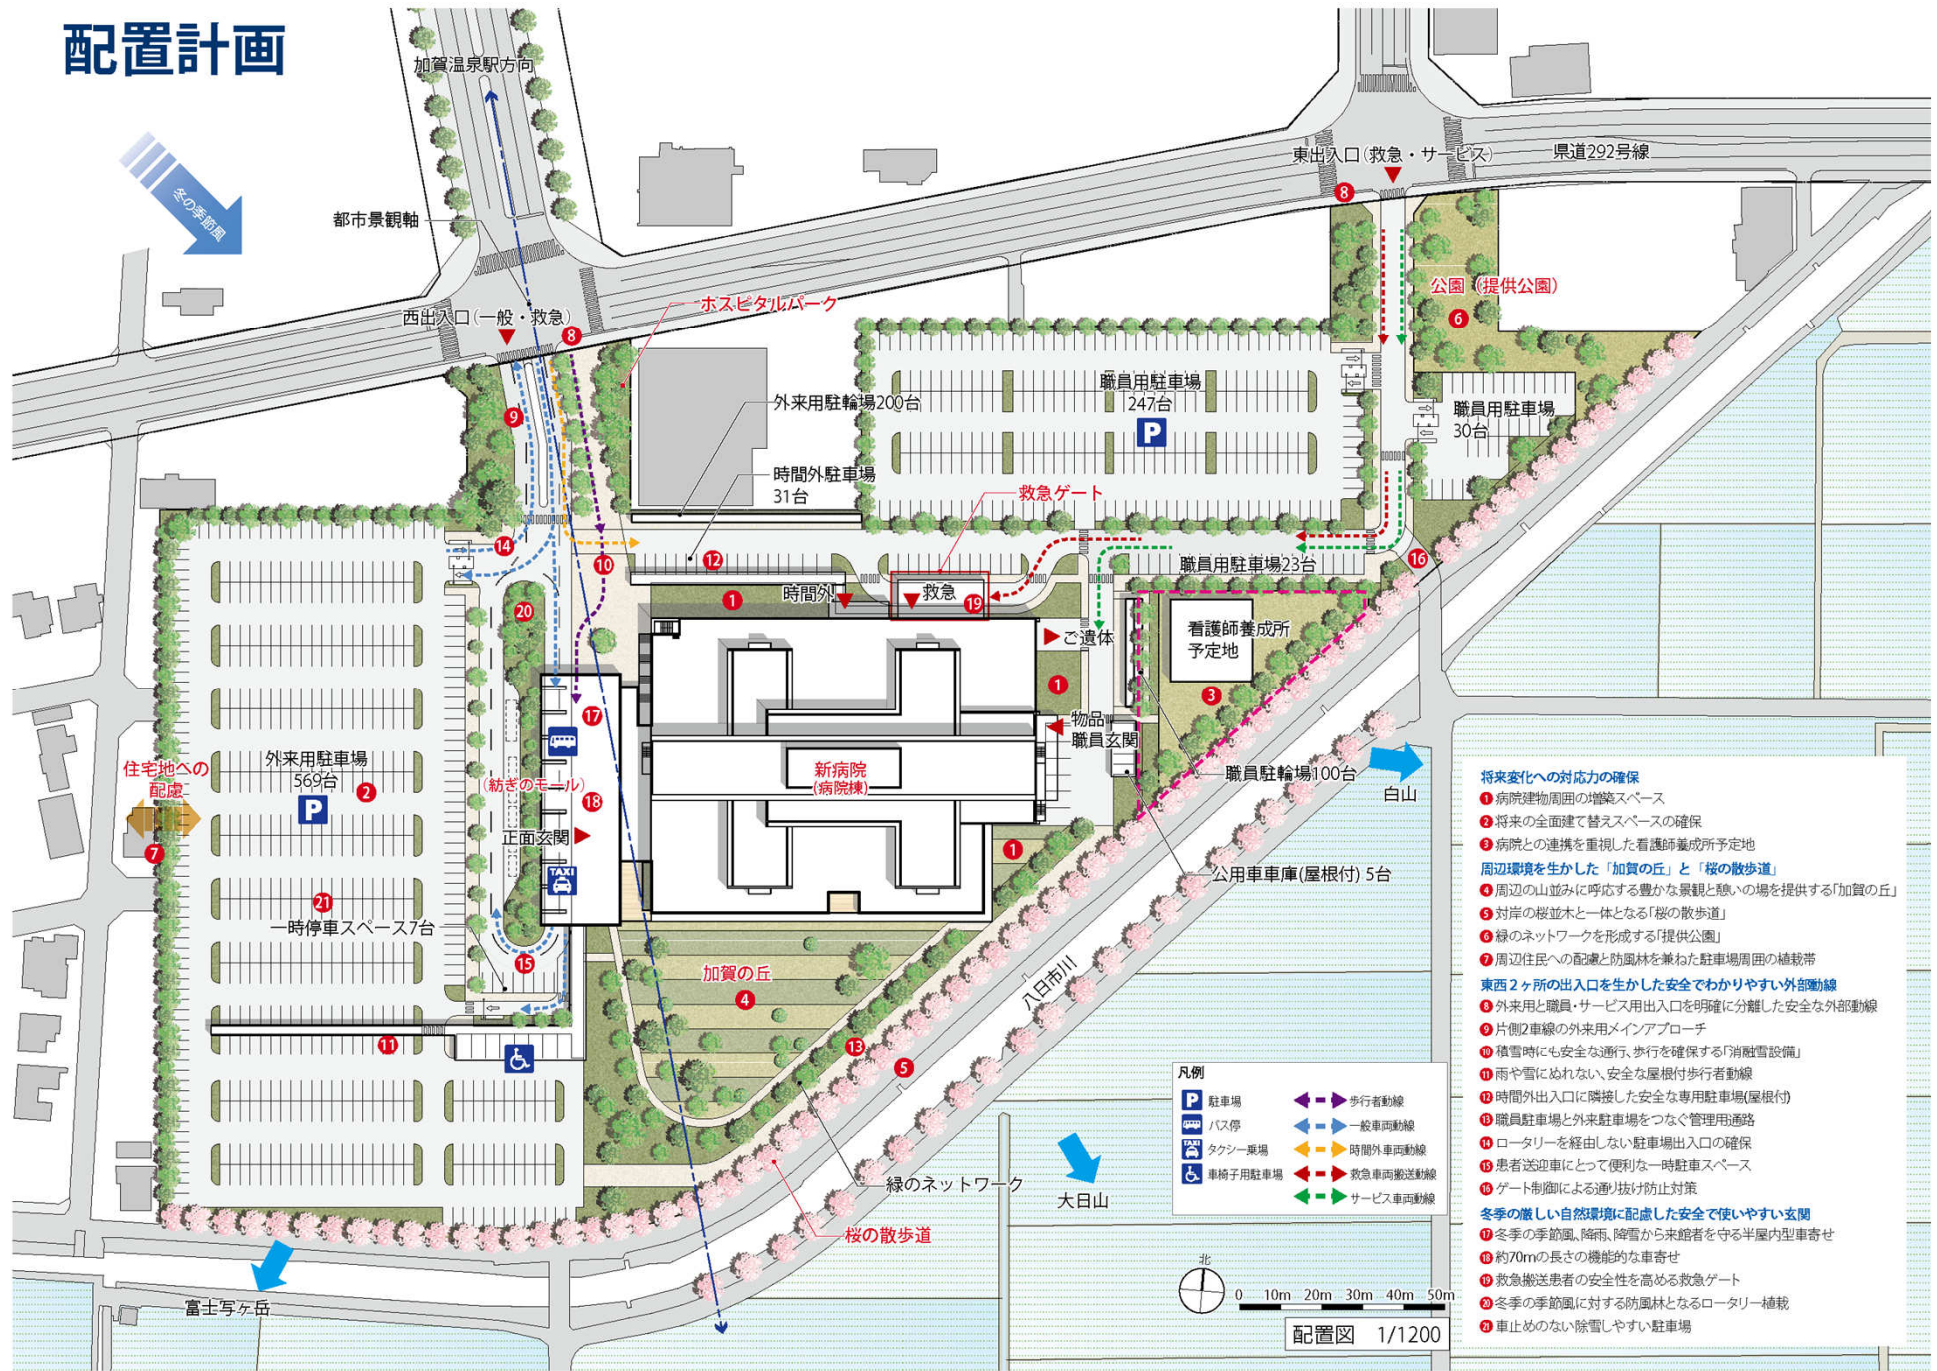 配置計画
加賀温泉駅方向
冬の季節風
都市景観軸
東出入口(救急・サービス)
県道292号線
8
西出入口(一般・救急)
8
ホスピタルパーク
公園（提供公園）
6
外来用駐輪場200台
職員用駐車場
247台
P
職員用駐車場
30台
9
時間外駐車場
31台
救急ゲート
14
10
12
職員用駐車場23台
16
20
1
時間外
救急
19
ご遺体
看護師養成所
予定地
1
3
17
物品
職員玄関
外来用駐車場
569台
2
P
住宅地への
配慮
7
(紡ぎのモール)
18
正面玄関
TAXI
新病院
(病院棟)
職員駐輪場100台
白山
1
公用車車庫(屋根付) 5台
21
一時停車スペース7台
15
加賀の丘
4
八日市川
11
13
5
緑のネットワーク
大日山
桜の散歩道
富士写ヶ岳
凡例
P 駐車場
バス停
TAXI タクシー乗場
車椅子用駐車場
歩行者動線
一般車両動線
時間外車両動線
救急車両搬送動線
サービス車両動線
北
0 10m 20m 30m 40m 50m
配置図 1/1200
将来変化への対応力の確保
1 病院建物周囲の増築スペース
2 将来の全面建て替えスペースの確保
3 病院との連携を重視した看護師養成所予定地
周辺環境を生かした「加賀の丘」と「桜の散歩道」
4 周辺の山並みに呼応する豊かな景観と憩いの場を提供する「加賀の丘」
5 対岸の桜並木と一体となる「桜の散歩道」
6 緑のネットワークを形成する「提供公園」
7 周辺住民への配慮と防風林を兼ねた駐車場周囲の植栽帯
東西２ヶ所の出入口を生かした安全でわかりやすい外部動線
8 外来用と職員・サービス用出入口を明確に分離した安全な外部動線
9 片側2車線の外来用メインアプローチ
10 積雪時にも安全な通行、歩行を確保する「消融雪設備」
11 雨や雪にぬれない、安全な屋根付歩行者動線
12 時間外出入口に隣接した安全な専用駐車場(屋根付)
13 職員駐車場と外来駐車場をつなぐ管理用通路
14 ロータリーを経由しない駐車場出入口の確保
15 患者送迎車にとって便利な一時駐車スペース
16 ゲート制御による通り抜け防止対策
冬季の厳しい自然環境に配慮した安全で使いやすい玄関
17 冬季の季節風、降雨、降雪から来館者を守る半屋内型車寄せ
18 約70mの長さの機能的な車寄せ
19 救急搬送患者の安全性を高める救急ゲート
20 冬季の季節風に対する防風林となるロータリー植栽
21 車止めのない除雪しやすい駐車場